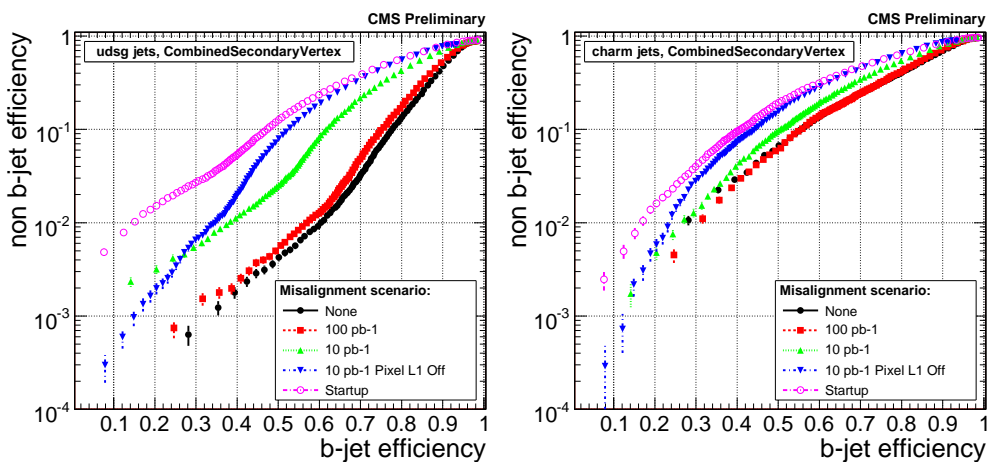 CMS Preliminary
udsg jets, CombinedSecondaryVertex
non b-jet efficiency
1
10-1
10-2
10-3
10-4
Misalignment scenario:
None
100 pb-1
10 pb-1
10 pb-1 Pixel L1 Off
Startup
0.1 0.2 0.3 0.4 0.5 0.6 0.7 0.8 0.9 1
b-jet efficiency
CMS Preliminary
charm jets, CombinedSecondaryVertex
non b-jet efficiency
1
10-1
10-2
10-3
10-4
Misalignment scenario:
None
100 pb-1
10 pb-1
10 pb-1 Pixel L1 Off
Startup
0.1 0.2 0.3 0.4 0.5 0.6 0.7 0.8 0.9 1
b-jet efficiency